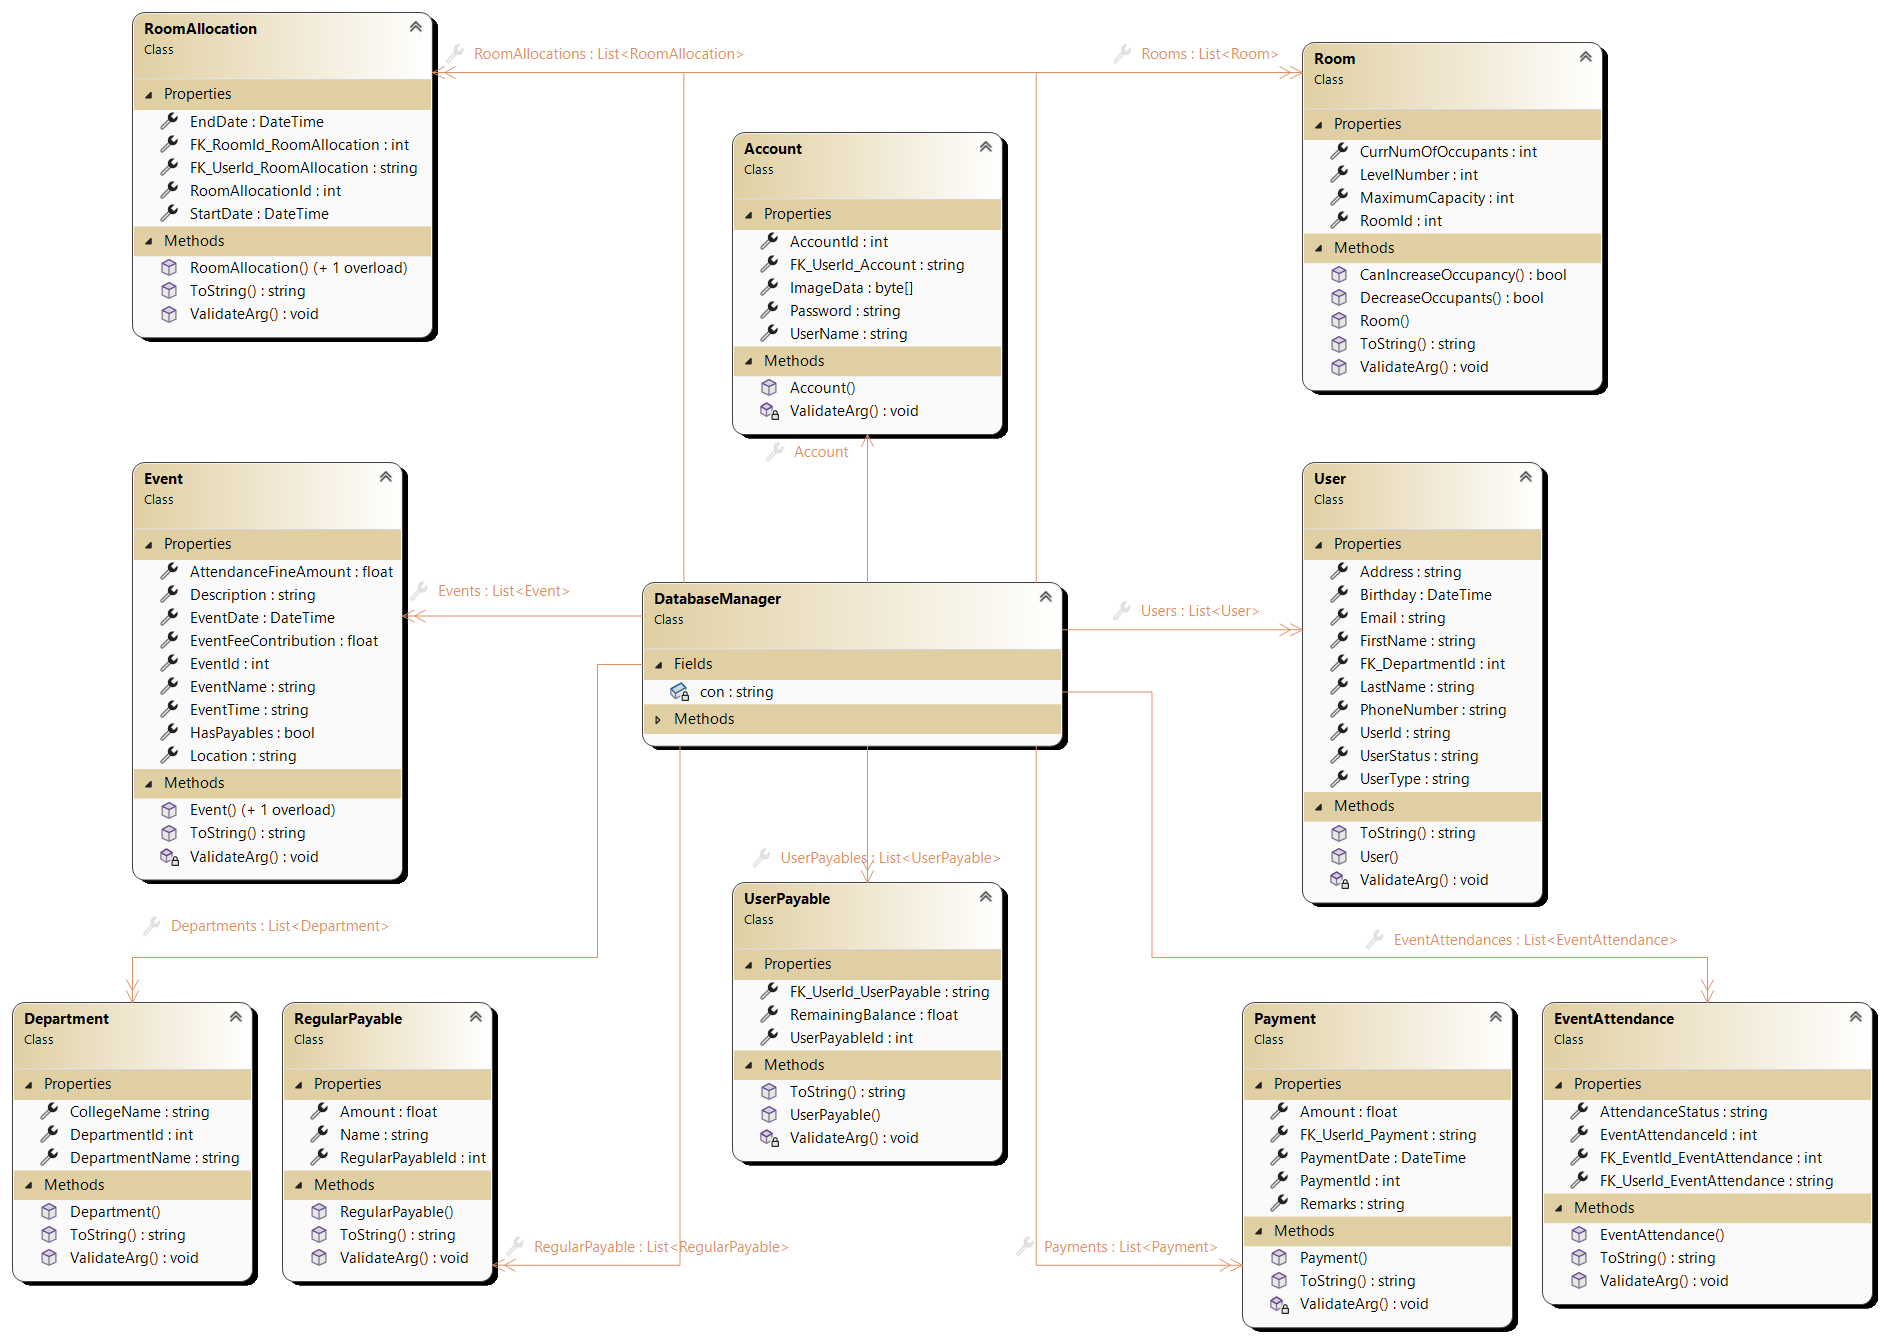 RoomAllocation
Class
Properties
EndDate : DateTime
FK_RoomId_RoomAllocation : int
FK_UserId_RoomAllocation : string
RoomAllocationId : int
StartDate : DateTime
Methods
RoomAllocation() (+ 1 overload)
ToString() : string
ValidateArg() : void
RoomAllocations : List<RoomAllocation>
Rooms : List<Room>
Room
Class
Properties
CurrNumOfOccupants : int
LevelNumber : int
MaximumCapacity : int
RoomId : int
Methods
CanIncreaseOccupancy() : bool
DecreaseOccupants() : bool
Room()
ToString() : string
ValidateArg() : void
Account
Class
Properties
AccountId : int
FK_UserId_Account : string
ImageData : byte[]
Password : string
UserName : string
Methods
Account()
ValidateArg() : void
Account
Event
Class
Properties
AttendanceFineAmount : float
Description : string
EventDate : DateTime
EventFeeContribution : float
EventId : int
EventName : string
EventTime : string
HasPayables : bool
Location : string
Methods
Event() (+ 1 overload)
ToString() : string
ValidateArg() : void
Events : List<Event>
DatabaseManager
Class
Fields
con : string
Methods
Users : List<User>
User
Class
Properties
Address : string
Birthday : DateTime
Email : string
FirstName : string
FK_DepartmentId : int
LastName : string
PhoneNumber : string
UserId : string
UserStatus : string
UserType : string
Methods
ToString() : string
User()
ValidateArg() : void
Departments : List<Department>
UserPayables : List<UserPayable>
EventAttendances : List<EventAttendance>
Department
Class
Properties
CollegeName : string
DepartmentId : int
DepartmentName : string
Methods
Department()
ToString() : string
ValidateArg() : void
RegularPayable
Class
Properties
Amount : float
Name : string
RegularPayableId : int
Methods
RegularPayable()
ToString() : string
ValidateArg() : void
RegularPayable : List<RegularPayable>
UserPayable
Class
Properties
FK_UserId_UserPayable : string
RemainingBalance : float
UserPayableId : int
Methods
ToString() : string
UserPayable()
ValidateArg() : void
Payments : List<Payment>
Payment
Class
Properties
Amount : float
FK_UserId_Payment : string
PaymentDate : DateTime
PaymentId : int
Remarks : string
Methods
Payment()
ToString() : string
ValidateArg() : void
EventAttendance
Class
Properties
AttendanceStatus : string
EventAttendanceId : int
FK_EventId_EventAttendance : int
FK_UserId_EventAttendance : string
Methods
EventAttendance()
ToString() : string
ValidateArg() : void